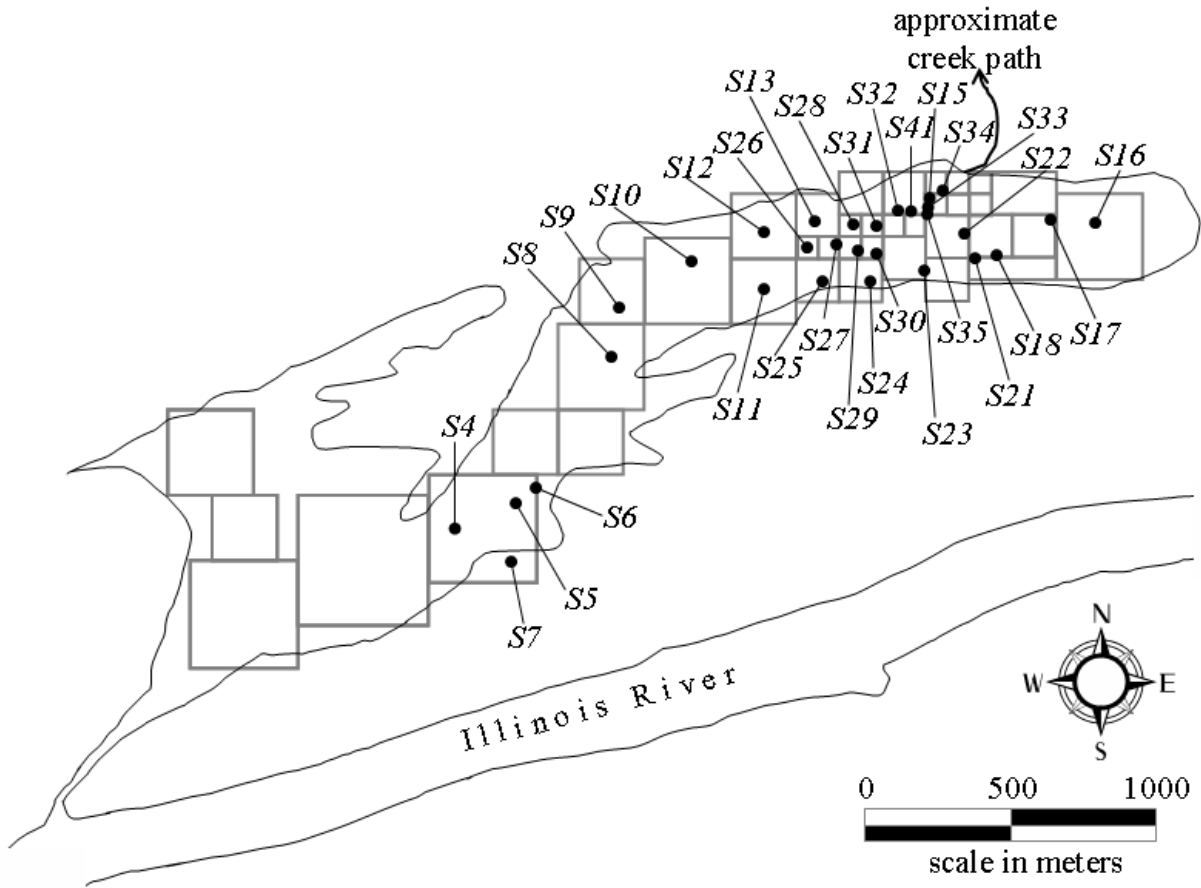 approximate
creek path
S13
S32
S15
S28
S41
S33
S34
S26
S31
S22
S16
S12
S10
S9
S8
S30
S35
S17
S27
S18
S25
S24
S21
S11
S29
S23
S4
S6
S5
S7
Illinois River
N
W E
S
0 500 1000
scale in meters